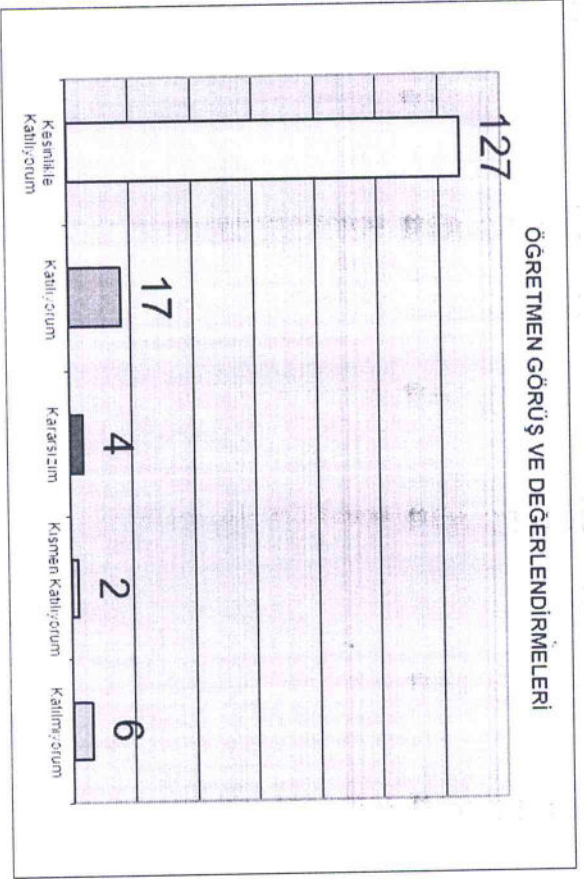 ÖĞRETMEN GÖRÜŞ VE DEĞERLENDİRMELERİ
127
17
4
2
6
Kesinlikle
Katılıyorum
Katılıyorum
Kararsızım
Kısmen Katılıyorum
Katılmıyorum